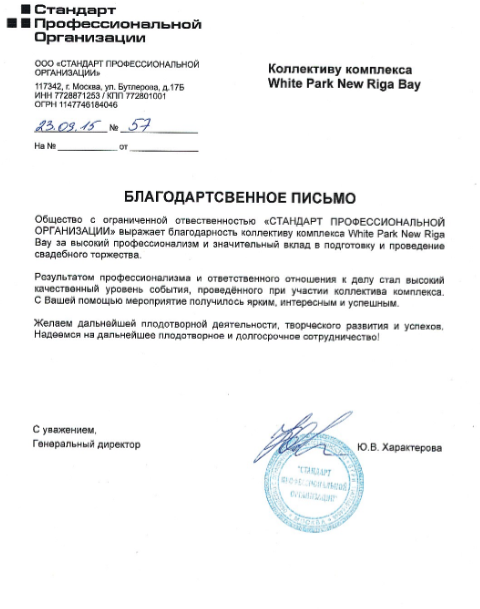 Стандарт
Профессиональной
Организации
ООО «СТАНДАРТ ПРОФЕССИОНАЛЬНОЙ
ОРГАНИЗАЦИИ»
117342, г. Москва, ул. Бутлерова, д.17Б
ИНН 7728871253 / КПП 772801001
ОГРН 1147746184046
23.09.15 № 57
На № от
Коллективу комплекса
White Park New Riga Bay
БЛАГОДАРТСВЕННОЕ ПИСЬМО
Общество с ограниченной отвественностью «СТАНДАРТ ПРОФЕССИОНАЛЬНОЙ
ОРГАНИЗАЦИИ» выражает благодарность коллективу комплекса White Park New Riga
Bay за высокий профессионализм и значительный вклад в подготовку и проведение
свадебного торжества.
Результатом профессионализма и ответственного отношения к делу стал высокий
качественный уровень события, проведённого при участии коллектива комплекса.
С Вашей помощью мероприятие получилось ярким, интересным и успешным.
Желаем дальнейшей плодотворной деятельности, творческого развития и успехов.
Надеемся на дальнейшее плодотворное и долгосрочное сотрудничество!
С уважением,
Генеральный директор
Ю.В. Характерова
"СТАНДАРТ
ПРОФЕССИОНАЛЬНОЙ
ОРГАНИЗАЦИИ"
МОСКВА